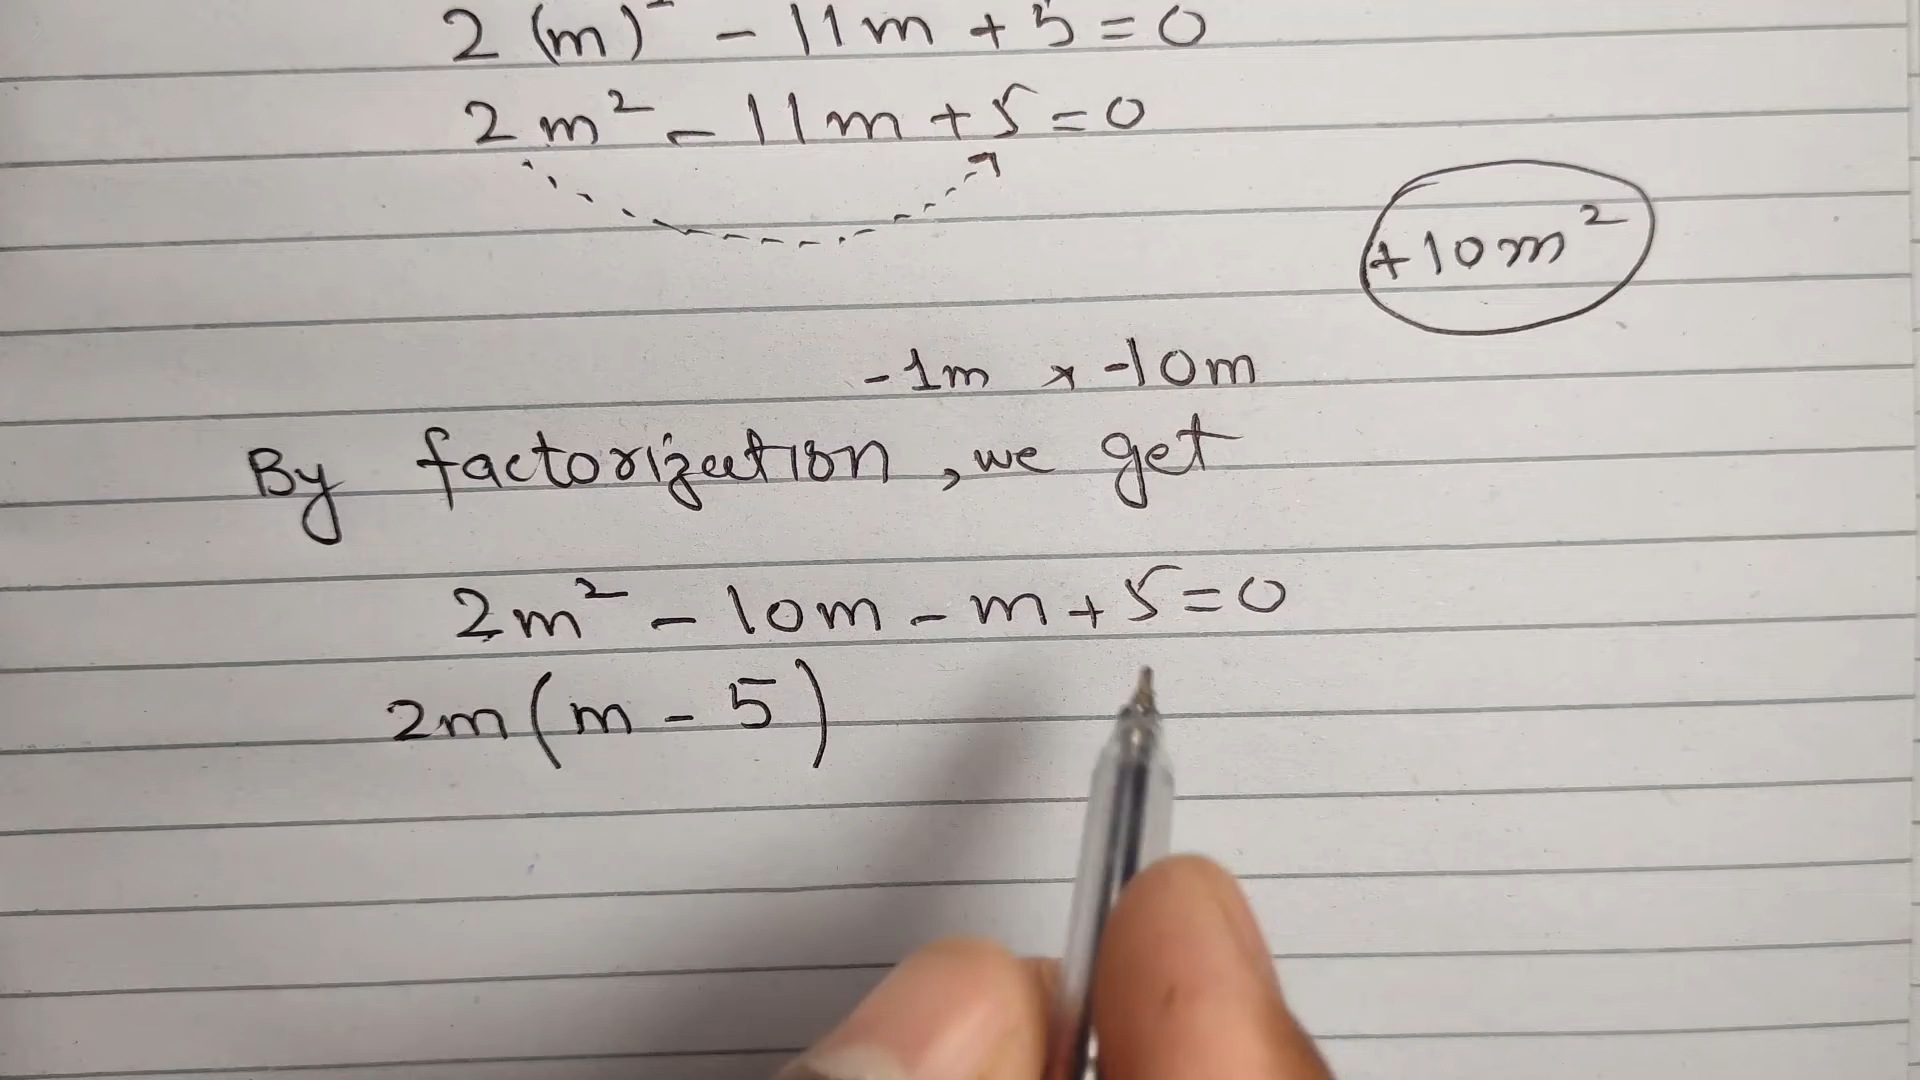 2 (m)² - 11m + 5 = 0
2m² - 11m + 5 = 0
+10m²
-1m × -10m
By factorization, we get
2m² - 10m - m + 5 = 0
2m(m - 5)